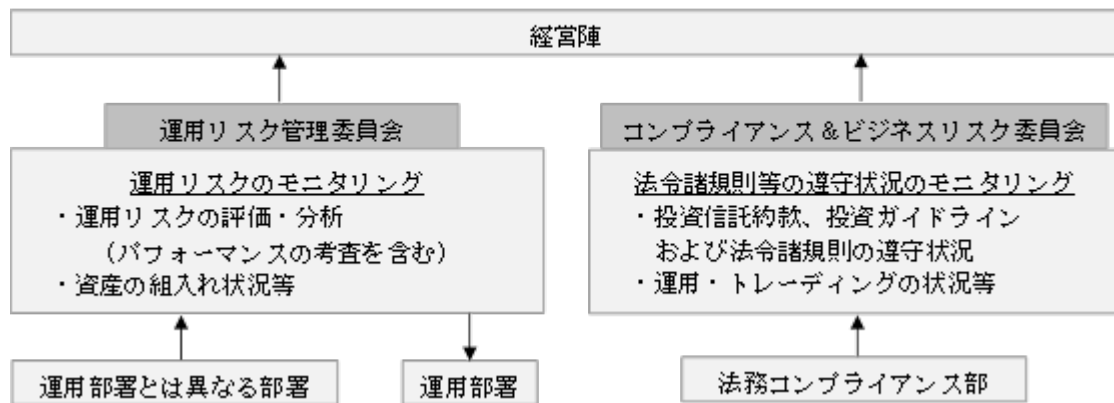 経営陣
運用リスク管理委員会
運用リスクのモニタリング
・運用リスクの評価・分析
（パフォーマンスの考査を含む）
・資産の組入れ状況等
運用部署とは異なる部署
運用部署
コンプライアンス＆ビジネスリスク委員会
法令諸規則等の遵守状況のモニタリング
・投資信託約款、投資ガイドライン
および法令諸規則の遵守状況
・運用・トレーディングの状況等
法務コンプライアンス部